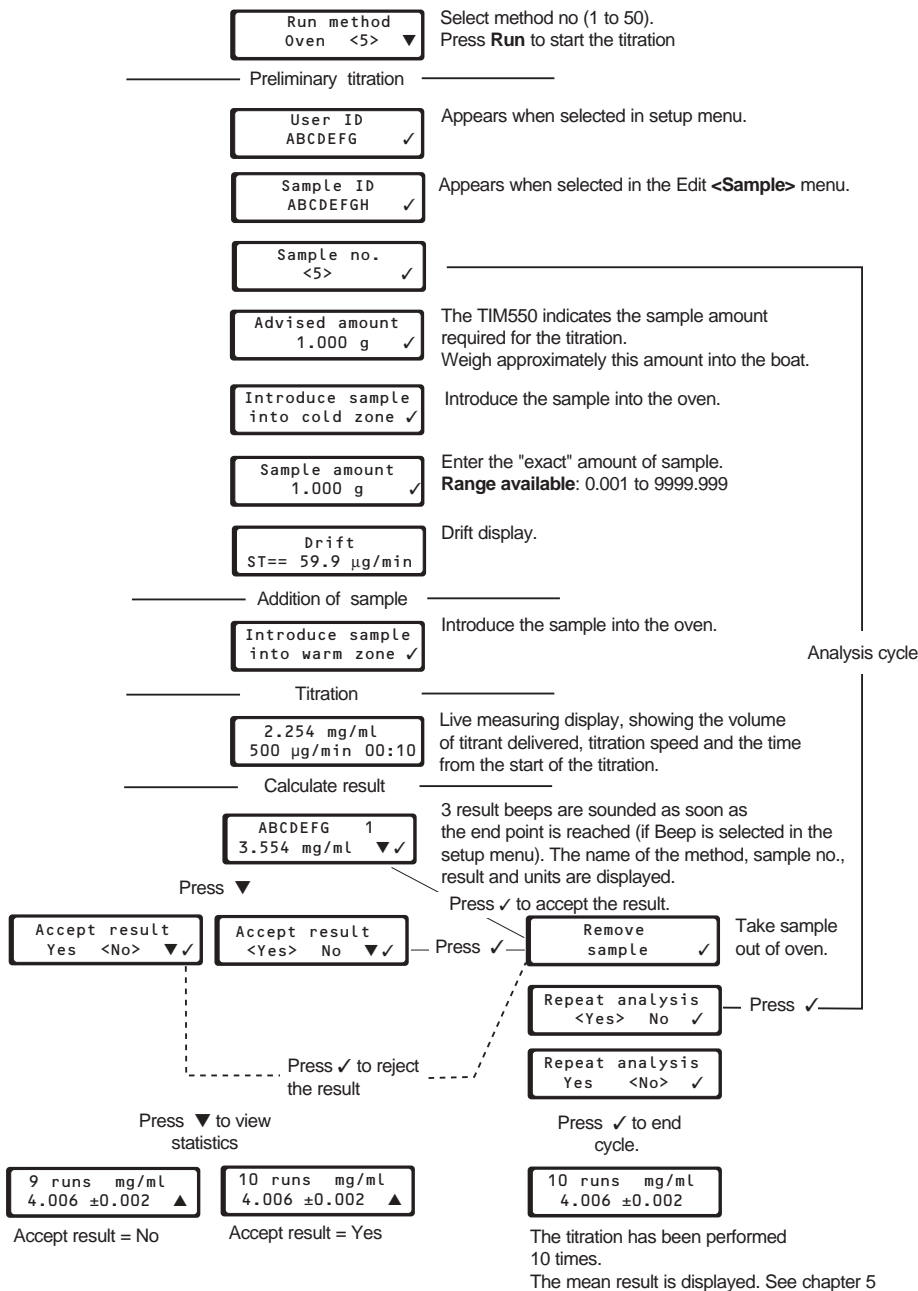 Run method
Oven <5> ▼
Select method no (1 to 50).
Press Run to start the titration
Preliminary titration
User ID
ABCDEFG ✓
Appears when selected in setup menu.
Sample ID
ABCDEFGH ✓
Appears when selected in the Edit <Sample> menu.
Sample no.
<5> ✓
Advised amount
1.000 g ✓
The TIM550 indicates the sample amount
required for the titration.
Weigh approximately this amount into the boat.
Introduce sample
into cold zone ✓
Introduce the sample into the oven.
Sample amount
1.000 g ✓
Enter the "exact" amount of sample.
Range available: 0.001 to 9999.999
Drift
ST== 59.9 µg/min
Drift display.
Addition of sample
Introduce sample
into warm zone ✓
Introduce the sample into the oven.
Analysis cycle
Titration
2.254 mg/ml
500 µg/min 00:10
Live measuring display, showing the volume
of titrant delivered, titration speed and the time
from the start of the titration.
Calculate result
ABCDEFG 1
3.554 mg/ml ▼✓
3 result beeps are sounded as soon as
the end point is reached (if Beep is selected in the
setup menu). The name of the method, sample no.,
result and units are displayed.
Press ▼
Press ✓ to accept the result.
Accept result
Yes <No> ▼✓
Accept result
<Yes> No ▼✓
Press ✓
Remove
sample ✓
Take sample
out of oven.
Repeat analysis
<Yes> No ✓
Press ✓
Repeat analysis
Yes <No> ✓
Press ✓ to reject
the result
Press ▼ to view
statistics
Press ✓ to end
cycle.
9 runs mg/ml
4.006 ±0.002 ▲
10 runs mg/ml
4.006 ±0.002 ▲
10 runs mg/ml
4.006 ±0.002
Accept result = No
Accept result = Yes
The titration has been performed
10 times.
The mean result is displayed. See chapter 5